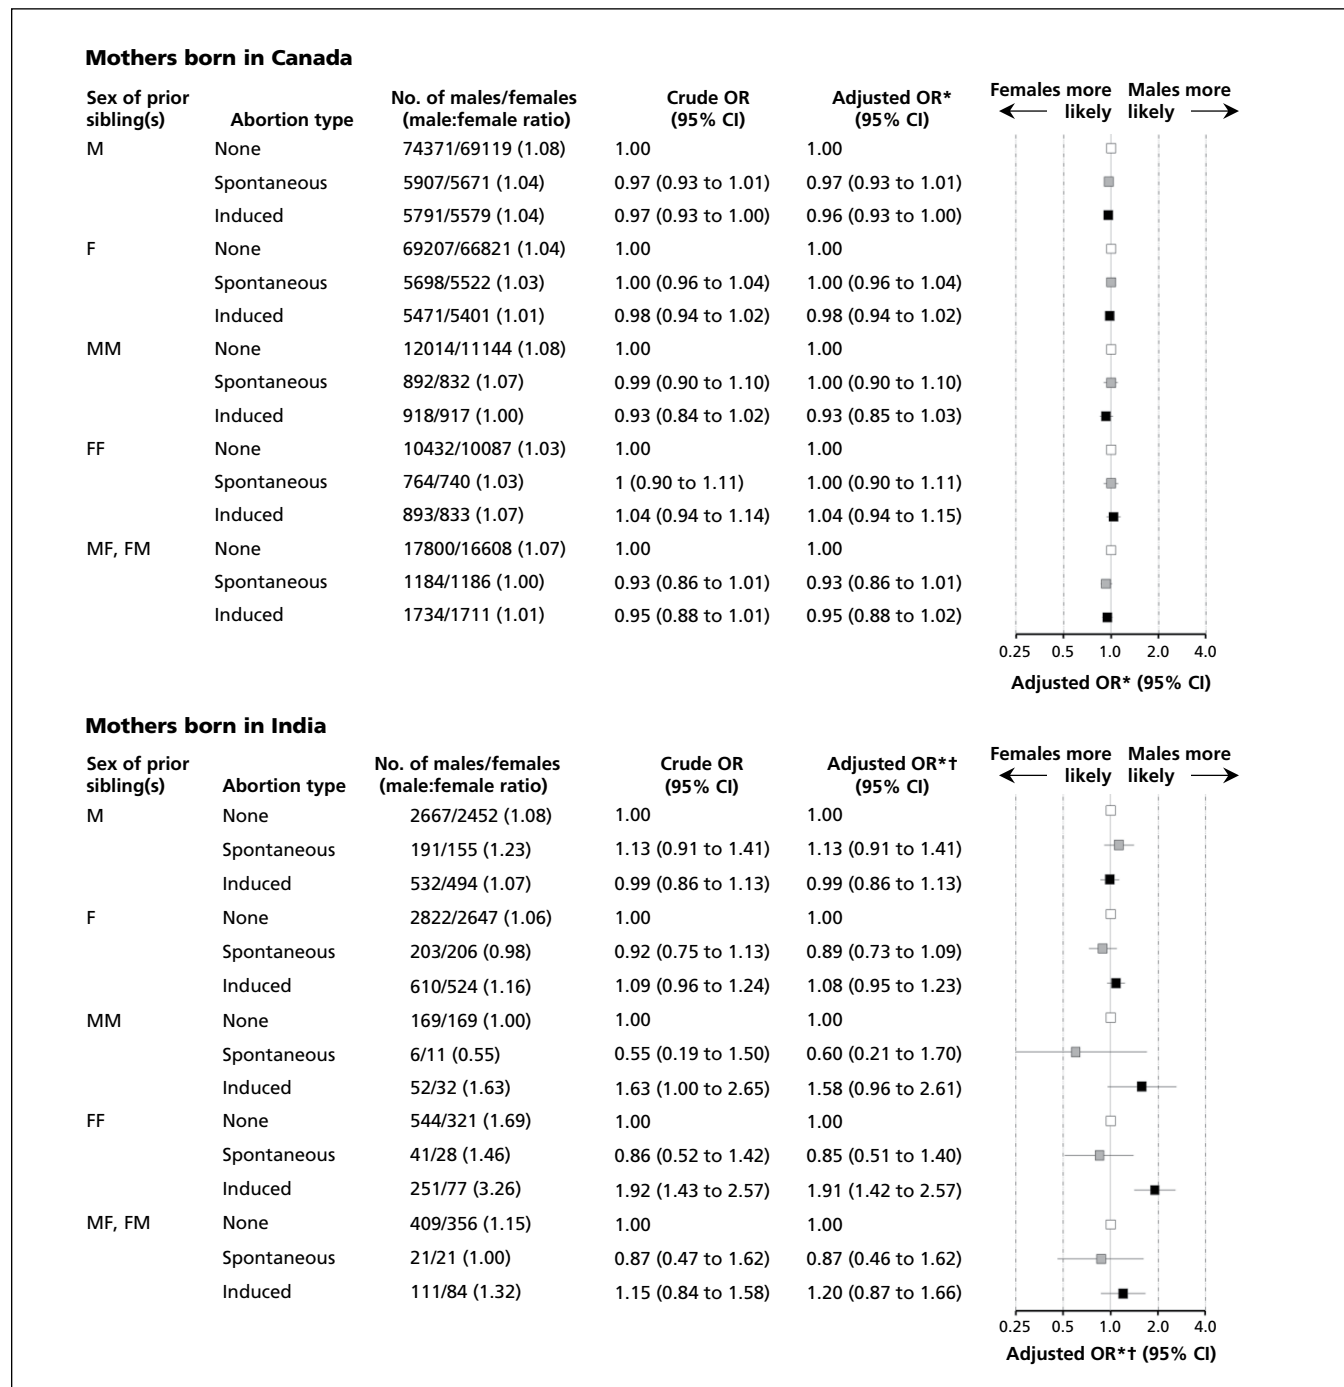 Mothers born in Canada
Sex of prior sibling(s) Abortion type No. of males/females (male:female ratio) Crude OR (95% CI) Adjusted OR* (95% CI) Females more likely Males more likely
M None 74371/69119 (1.08) 1.00 1.00
Spontaneous 5907/5671 (1.04) 0.97 (0.93 to 1.01) 0.97 (0.93 to 1.01)
Induced 5791/5579 (1.04) 0.97 (0.93 to 1.00) 0.96 (0.93 to 1.00)
F None 69207/66821 (1.04) 1.00 1.00
Spontaneous 5698/5522 (1.03) 1.00 (0.96 to 1.04) 1.00 (0.96 to 1.04)
Induced 5471/5401 (1.01) 0.98 (0.94 to 1.02) 0.98 (0.94 to 1.02)
MM None 12014/11144 (1.08) 1.00 1.00
Spontaneous 892/832 (1.07) 0.99 (0.90 to 1.10) 1.00 (0.90 to 1.10)
Induced 918/917 (1.00) 0.93 (0.84 to 1.02) 0.93 (0.85 to 1.03)
FF None 10432/10087 (1.03) 1.00 1.00
Spontaneous 764/740 (1.03) 1 (0.90 to 1.11) 1.00 (0.90 to 1.11)
Induced 893/833 (1.07) 1.04 (0.94 to 1.14) 1.04 (0.94 to 1.15)
MF, FM None 17800/16608 (1.07) 1.00 1.00
Spontaneous 1184/1186 (1.00) 0.93 (0.86 to 1.01) 0.93 (0.86 to 1.01)
Induced 1734/1711 (1.01) 0.95 (0.88 to 1.01) 0.95 (0.88 to 1.02)
0.25 0.5 1.0 2.0 4.0
Adjusted OR* (95% CI)
Mothers born in India
Sex of prior sibling(s) Abortion type No. of males/females (male:female ratio) Crude OR (95% CI) Adjusted OR*† (95% CI) Females more likely Males more likely
M None 2667/2452 (1.08) 1.00 1.00
Spontaneous 191/155 (1.23) 1.13 (0.91 to 1.41) 1.13 (0.91 to 1.41)
Induced 532/494 (1.07) 0.99 (0.86 to 1.13) 0.99 (0.86 to 1.13)
F None 2822/2647 (1.06) 1.00 1.00
Spontaneous 203/206 (0.98) 0.92 (0.75 to 1.13) 0.89 (0.73 to 1.09)
Induced 610/524 (1.16) 1.09 (0.96 to 1.24) 1.08 (0.95 to 1.23)
MM None 169/169 (1.00) 1.00 1.00
Spontaneous 6/11 (0.55) 0.55 (0.19 to 1.50) 0.60 (0.21 to 1.70)
Induced 52/32 (1.63) 1.63 (1.00 to 2.65) 1.58 (0.96 to 2.61)
FF None 544/321 (1.69) 1.00 1.00
Spontaneous 41/28 (1.46) 0.86 (0.52 to 1.42) 0.85 (0.51 to 1.40)
Induced 251/77 (3.26) 1.92 (1.43 to 2.57) 1.91 (1.42 to 2.57)
MF, FM None 409/356 (1.15) 1.00 1.00
Spontaneous 21/21 (1.00) 0.87 (0.47 to 1.62) 0.87 (0.46 to 1.62)
Induced 111/84 (1.32) 1.15 (0.84 to 1.58) 1.20 (0.87 to 1.66)
0.25 0.5 1.0 2.0 4.0
Adjusted OR*† (95% CI)